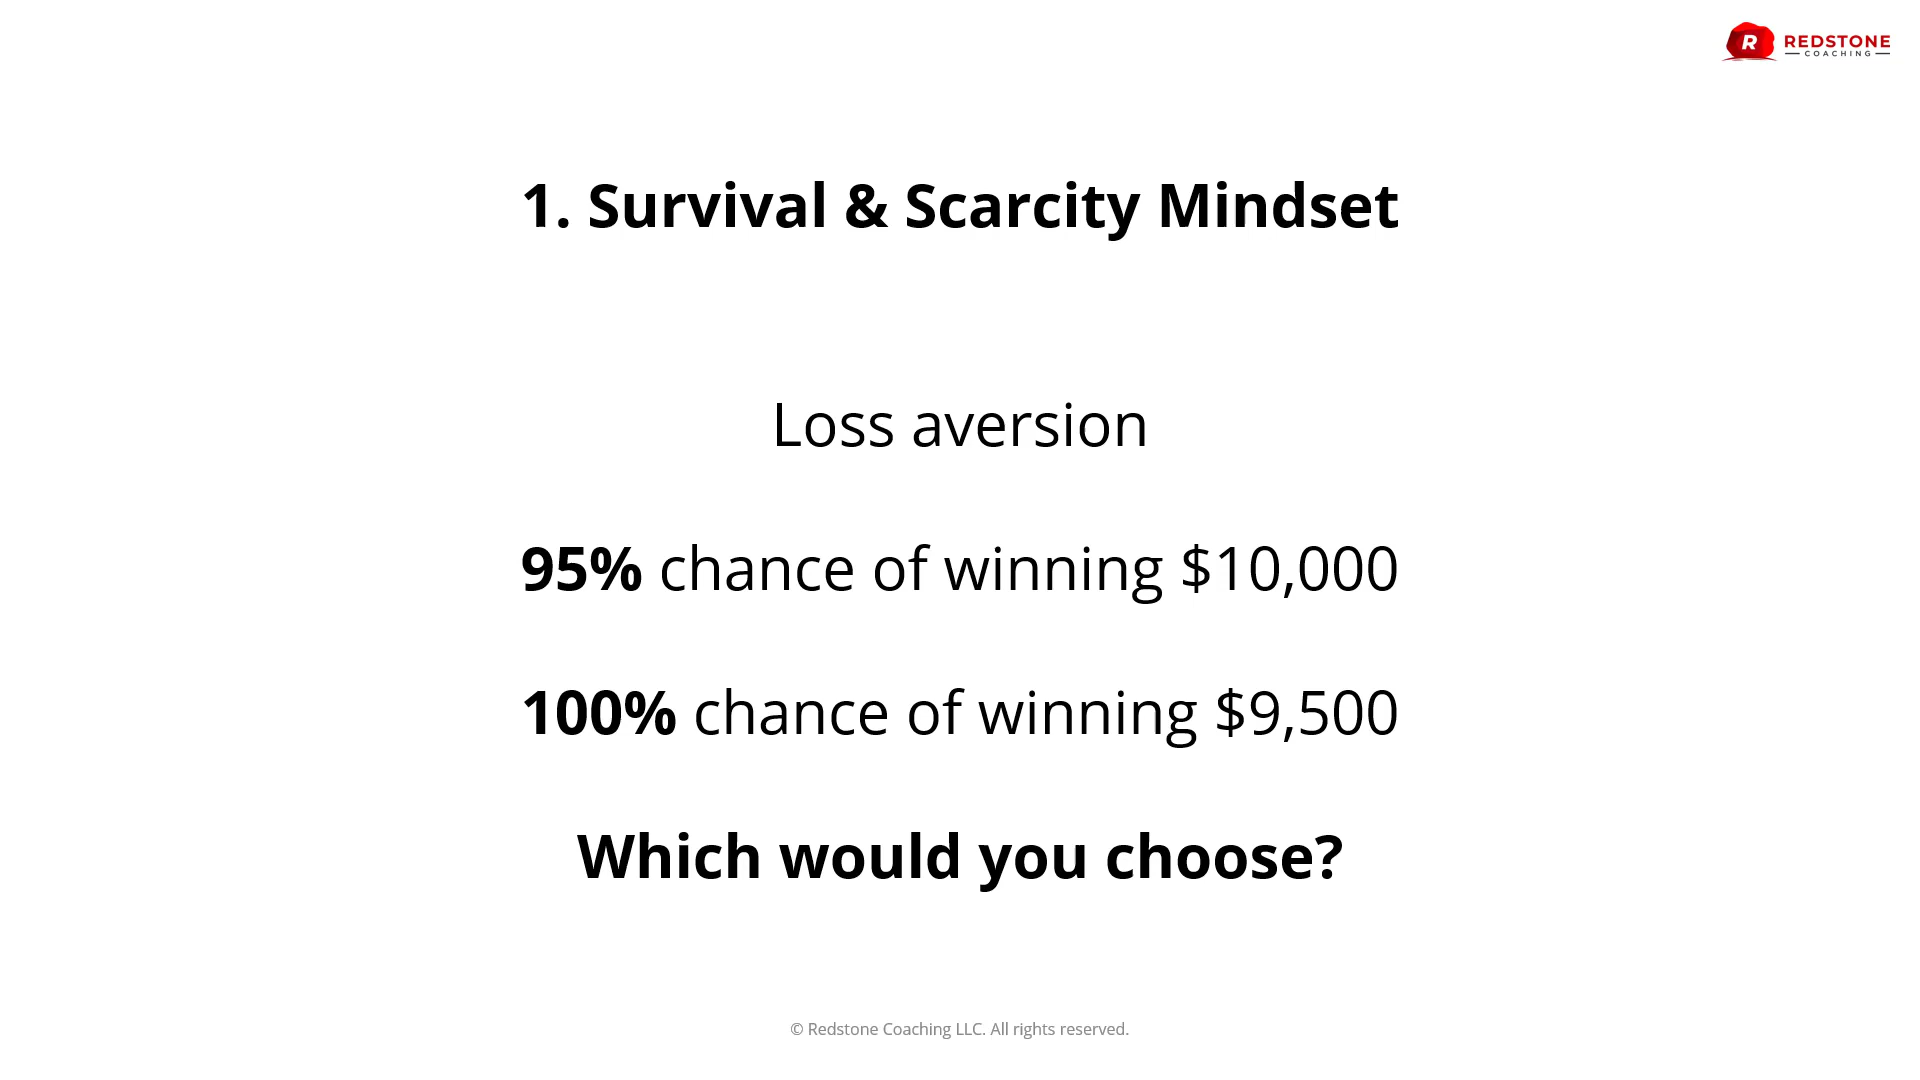 R REDSTONE
COACHING
1. Survival & Scarcity Mindset
Loss aversion
95% chance of winning $10,000
100% chance of winning $9,500
Which would you choose?
© Redstone Coaching LLC. All rights reserved.